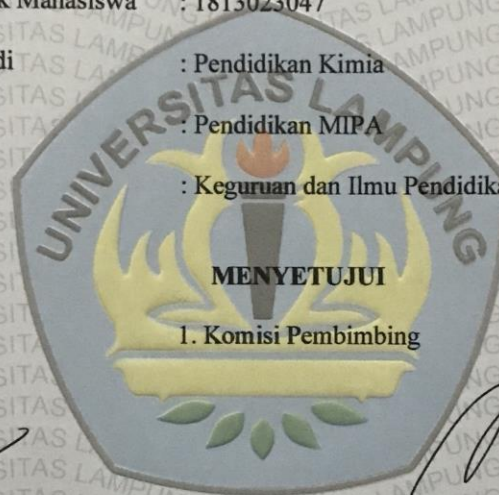 k Mahasiswa : 1813023047
di : Pendidikan Kimia
: Pendidikan MIPA
: Keguruan dan Ilmu Pendidika
UNIVERSITAS LAMPUNG
MENYETUJUI
1. Komisi Pembimbing